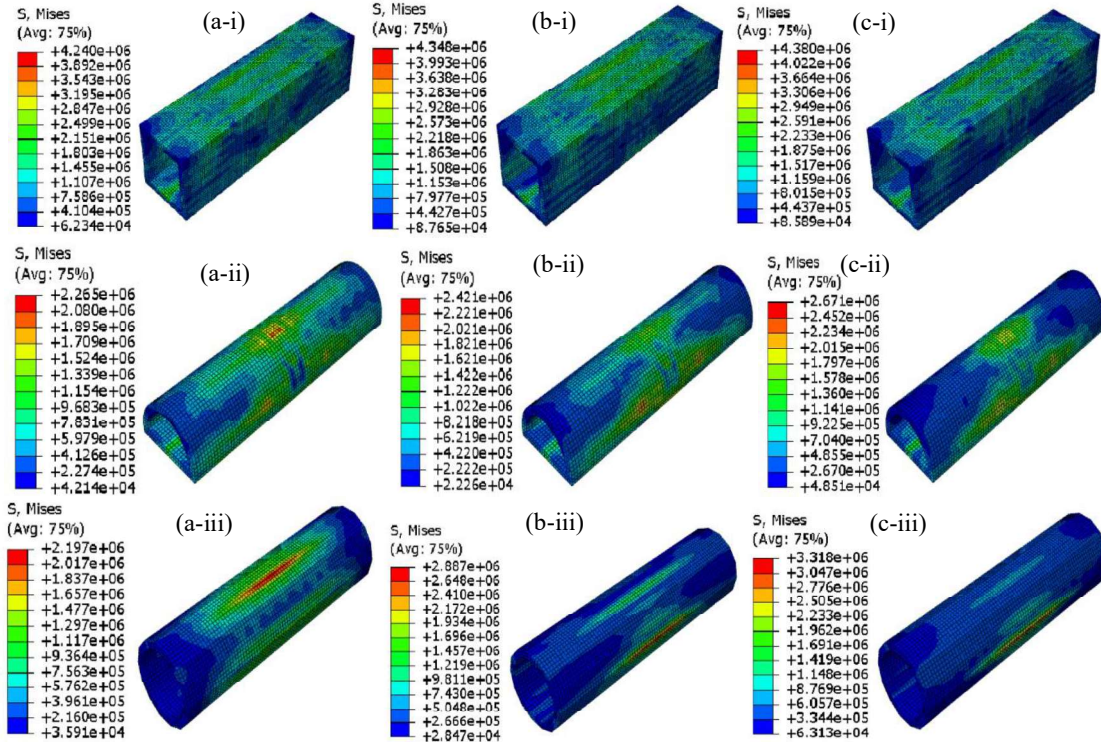 (a-i)
S, Mises
(Avg: 75%)
+4.240e+06
+3.892e+06
+3.543e+06
+3.195e+06
+2.847e+06
+2.499e+06
+2.151e+06
+1.803e+06
+1.455e+06
+1.107e+06
+7.586e+05
+4.104e+05
+6.234e+04
(b-i)
S, Mises
(Avg: 75%)
+4.348e+06
+3.993e+06
+3.638e+06
+3.283e+06
+2.928e+06
+2.573e+06
+2.218e+06
+1.863e+06
+1.508e+06
+1.153e+06
+7.977e+05
+4.427e+05
+8.765e+04
(c-i)
S, Mises
(Avg: 75%)
+4.380e+06
+4.022e+06
+3.664e+06
+3.306e+06
+2.949e+06
+2.591e+06
+2.233e+06
+1.875e+06
+1.517e+06
+1.159e+06
+8.015e+05
+4.437e+05
+8.589e+04
(a-ii)
S, Mises
(Avg: 75%)
+2.265e+06
+2.080e+06
+1.895e+06
+1.709e+06
+1.524e+06
+1.339e+06
+1.154e+06
+9.683e+05
+7.831e+05
+5.979e+05
+4.126e+05
+2.274e+05
+4.214e+04
(b-ii)
S, Mises
(Avg: 75%)
+2.421e+06
+2.221e+06
+2.021e+06
+1.821e+06
+1.621e+06
+1.422e+06
+1.222e+06
+1.022e+06
+8.218e+05
+6.219e+05
+4.220e+05
+2.222e+05
+2.226e+04
(c-ii)
S, Mises
(Avg: 75%)
+2.671e+06
+2.452e+06
+2.234e+06
+2.015e+06
+1.797e+06
+1.578e+06
+1.360e+06
+1.141e+06
+9.225e+05
+7.040e+05
+4.855e+05
+2.670e+05
+4.851e+04
(a-iii)
S, Mises
(Avg: 75%)
+2.197e+06
+2.017e+06
+1.837e+06
+1.657e+06
+1.477e+06
+1.297e+06
+1.117e+06
+9.364e+05
+7.563e+05
+5.762e+05
+3.961e+05
+2.160e+05
+3.591e+04
(b-iii)
S, Mises
(Avg: 75%)
+2.887e+06
+2.648e+06
+2.410e+06
+2.172e+06
+1.934e+06
+1.696e+06
+1.457e+06
+1.219e+06
+9.811e+05
+7.430e+05
+5.048e+05
+2.666e+05
+2.847e+04
(c-iii)
S, Mises
(Avg: 75%)
+3.318e+06
+3.047e+06
+2.776e+06
+2.505e+06
+2.233e+06
+1.962e+06
+1.691e+06
+1.419e+06
+1.148e+06
+8.769e+05
+6.057e+05
+3.344e+05
+6.313e+04